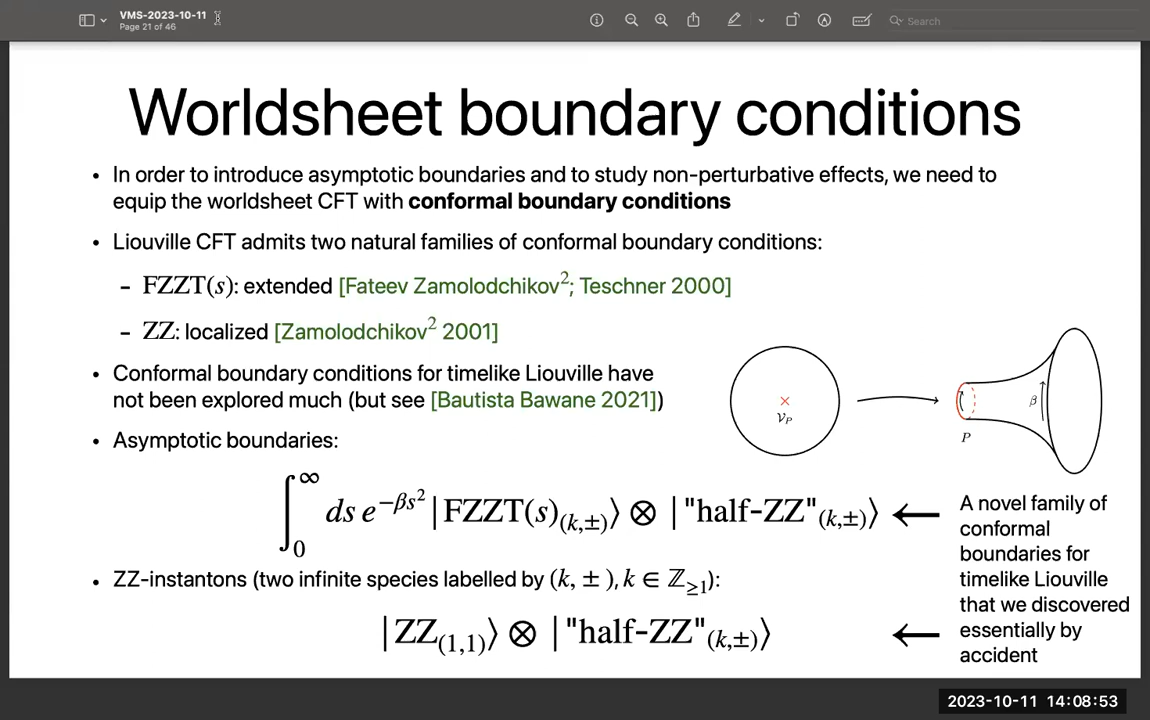 VMS-2023-10-11
Page 21 of 46
Search
Worldsheet boundary conditions
• In order to introduce asymptotic boundaries and to study non-perturbative effects, we need to
equip the worldsheet CFT with conformal boundary conditions
• Liouville CFT admits two natural families of conformal boundary conditions:
– FZZT(s): extended [Fateev Zamolodchikov²; Teschner 2000]
– ZZ: localized [Zamolodchikov² 2001]
• Conformal boundary conditions for timelike Liouville have
not been explored much (but see [Bautista Bawane 2021])
× 𝒱_P
P
β
• Asymptotic boundaries:
∫₀^∞ ds e^{−βs²} |FZZT(s)_(k,±)⟩ ⊗ |"half-ZZ"_(k,±)⟩ ←
A novel family of
conformal
boundaries for
timelike Liouville
that we discovered
essentially by
accident
• ZZ-instantons (two infinite species labelled by (k, ± ), k ∈ ℤ_≥1):
|ZZ_(1,1)⟩ ⊗ |"half-ZZ"_(k,±)⟩ ←
2023-10-11 14:08:53